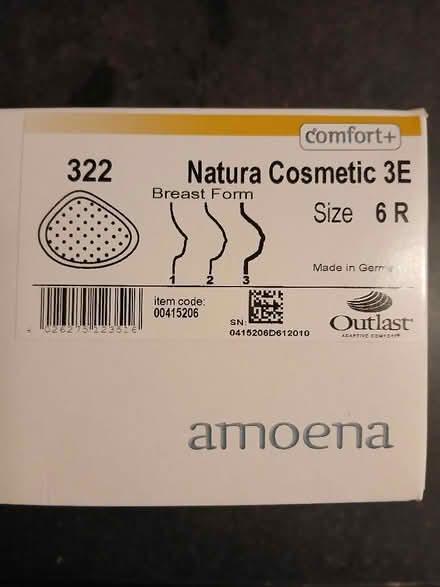 comfort+
322
Natura Cosmetic 3E
Breast Form
Size 6 R
1 2 3
Made in
item code:
00415206
SN:
0415206D612010
Outlast®
amoena